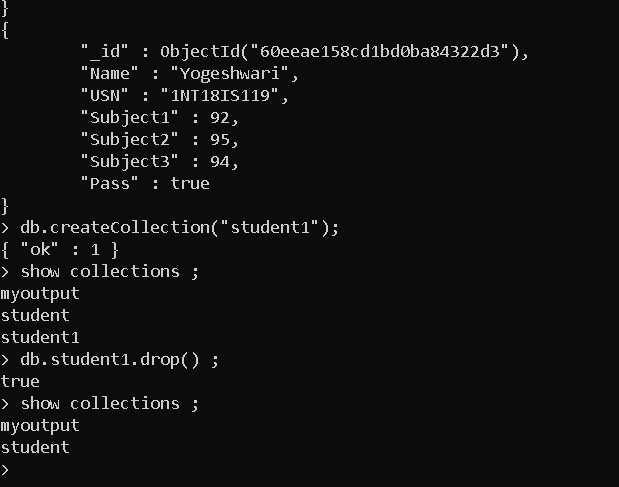 }
{
"_id" : ObjectId("60eeae158cd1bd0ba84322d3"),
"Name" : "Yogeshwari",
"USN" : "1NT18IS119",
"Subject1" : 92,
"Subject2" : 95,
"Subject3" : 94,
"Pass" : true
}
> db.createCollection("student1");
{ "ok" : 1 }
> show collections ;
myoutput
student
student1
> db.student1.drop() ;
true
> show collections ;
myoutput
student
>